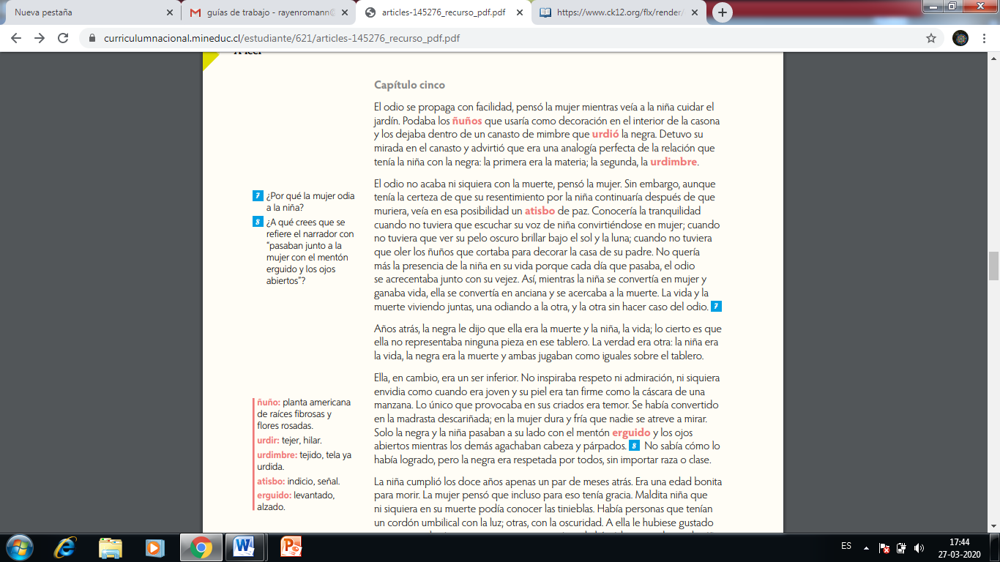 Nueva pestaña
guías de trabajo - rayenromann@
articles-145276_recurso_pdf.pdf
https://www.ck12.org/flx/render/
curriculumnacional.mineduc.cl/estudiante/621/articles-145276_recurso_pdf.pdf
A leer
Capítulo cinco
El odio se propaga con facilidad, pensó la mujer mientras veía a la niña cuidar el
jardín. Podaba los ñuños que usaría como decoración en el interior de la casona
y los dejaba dentro de un canasto de mimbre que urdió la negra. Detuvo su
mirada en el canasto y advirtió que era una analogía perfecta de la relación que
tenía la niña con la negra: la primera era la materia; la segunda, la urdimbre.
El odio no acaba ni siquiera con la muerte, pensó la mujer. Sin embargo, aunque
tenía la certeza de que su resentimiento por la niña continuaría después de que
muriera, veía en esa posibilidad un atisbo de paz. Conocería la tranquilidad
cuando no tuviera que escuchar su voz de niña convirtiéndose en mujer; cuando
no tuviera que ver su pelo oscuro brillar bajo el sol y la luna; cuando no tuviera
que oler los ñuños que cortaba para decorar la casa de su padre. No quería
más la presencia de la niña en su vida porque cada día que pasaba, el odio
se acrecentaba junto con su vejez. Así, mientras la niña se convertía en mujer y
ganaba vida, ella se convertía en anciana y se acercaba a la muerte. La vida y la
muerte viviendo juntas, una odiando a la otra, y la otra sin hacer caso del odio. 7
7 ¿Por qué la mujer odia
a la niña?
8 ¿A qué crees que se
refiere el narrador con
"pasaban junto a la
mujer con el mentón
erguido y los ojos
abiertos"?
Años atrás, la negra le dijo que ella era la muerte y la niña, la vida; lo cierto es que
ella no representaba ninguna pieza en ese tablero. La verdad era otra: la niña era
la vida, la negra era la muerte y ambas jugaban como iguales sobre el tablero.
Ella, en cambio, era un ser inferior. No inspiraba respeto ni admiración, ni siquiera
envidia como cuando era joven y su piel era tan firme como la cáscara de una
manzana. Lo único que provocaba en sus criados era temor. Se había convertido
en la madrasta descariñada; en la mujer dura y fría que nadie se atreve a mirar.
Solo la negra y la niña pasaban a su lado con el mentón erguido y los ojos
abiertos mientras los demás agachaban cabeza y párpados. 8 No sabía cómo lo
había logrado, pero la negra era respetada por todos, sin importar raza o clase.
ñuño: planta americana
de raíces fibrosas y
flores rosadas.
urdir: tejer, hilar.
urdimbre: tejido, tela ya
urdida.
atisbo: indicio, señal.
erguido: levantado,
alzado.
La niña cumplió los doce años apenas un par de meses atrás. Era una edad bonita
para morir. La mujer pensó que incluso para eso tenía gracia. Maldita niña que
ni siquiera en su muerte podía conocer las tinieblas. Había personas que tenían
un cordón umbilical con la luz; otras, con la oscuridad. A ella le hubiese gustado
ES
17:44
27-03-2020